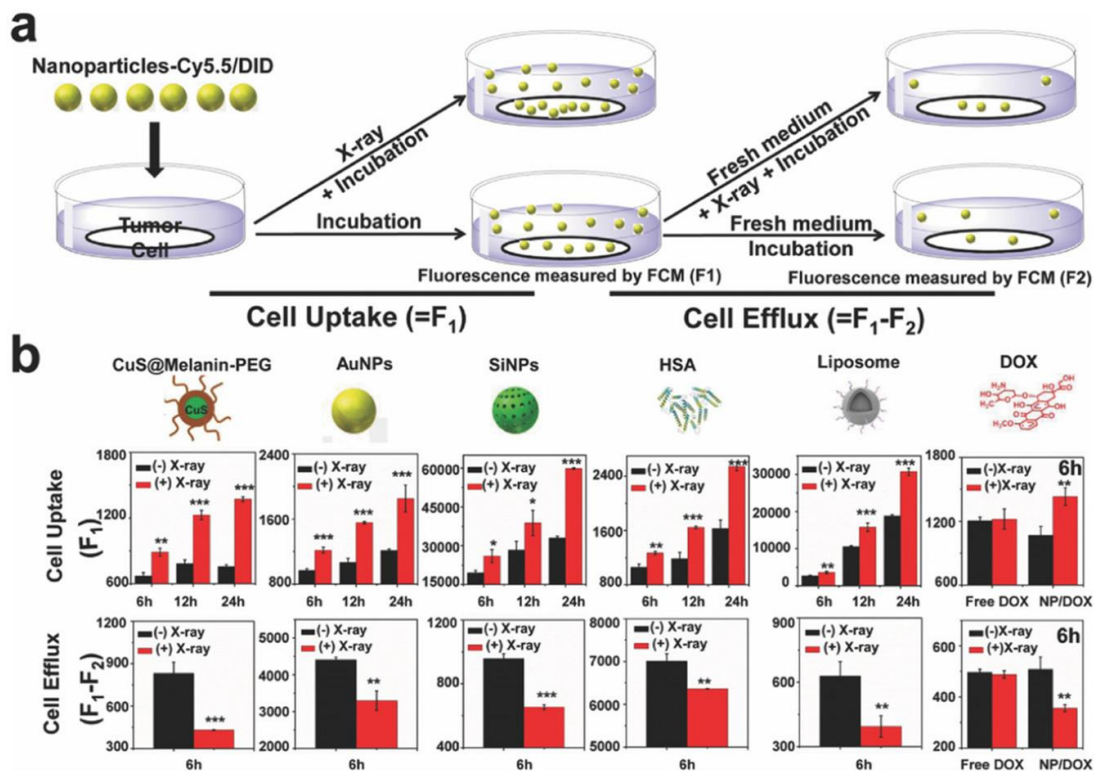 a
Nanoparticles-Cy5.5/DID
Tumor
Cell
X-ray
+ Incubation
Incubation
Fresh medium
+ X-ray + Incubation
Fresh medium
Incubation
Fluorescence measured by FCM (F1)
Fluorescence measured by FCM (F2)
Cell Uptake (=F₁)
Cell Efflux (=F₁-F₂)
b
CuS@Melanin-PEG
AuNPs
SiNPs
HSA
Liposome
DOX
CuS
Cell Uptake
(F₁)
1800
1200
600
(-) X-ray
(+) X-ray
**
***
***
6h 12h 24h
2400
1600
800
(-) X-ray
(+) X-ray
***
***
***
6h 12h 24h
60000
45000
30000
15000
(-) X-ray
(+) X-ray
*
*
***
6h 12h 24h
2400
1600
800
(-) X-ray
(+) X-ray
**
***
***
6h 12h 24h
30000
20000
10000
0
(-) X-ray
(+) X-ray
**
***
***
6h 12h 24h
1800
1200
600
(-)X-ray
(+)X-ray
6h
**
Free DOX NP/DOX
Cell Efflux
(F₁-F₂)
1200
900
600
300
(-) X-ray
(+) X-ray
***
6h
5000
4000
3000
2000
(-) X-ray
(+) X-ray
**
6h
1000
800
600
400
(-) X-ray
(+) X-ray
***
6h
8000
7000
6000
5000
(-) X-ray
(+) X-ray
**
6h
900
600
300
(-) X-ray
(+) X-ray
**
6h
600
400
200
(-)X-ray
(+)X-ray
6h
**
Free DOX NP/DOX